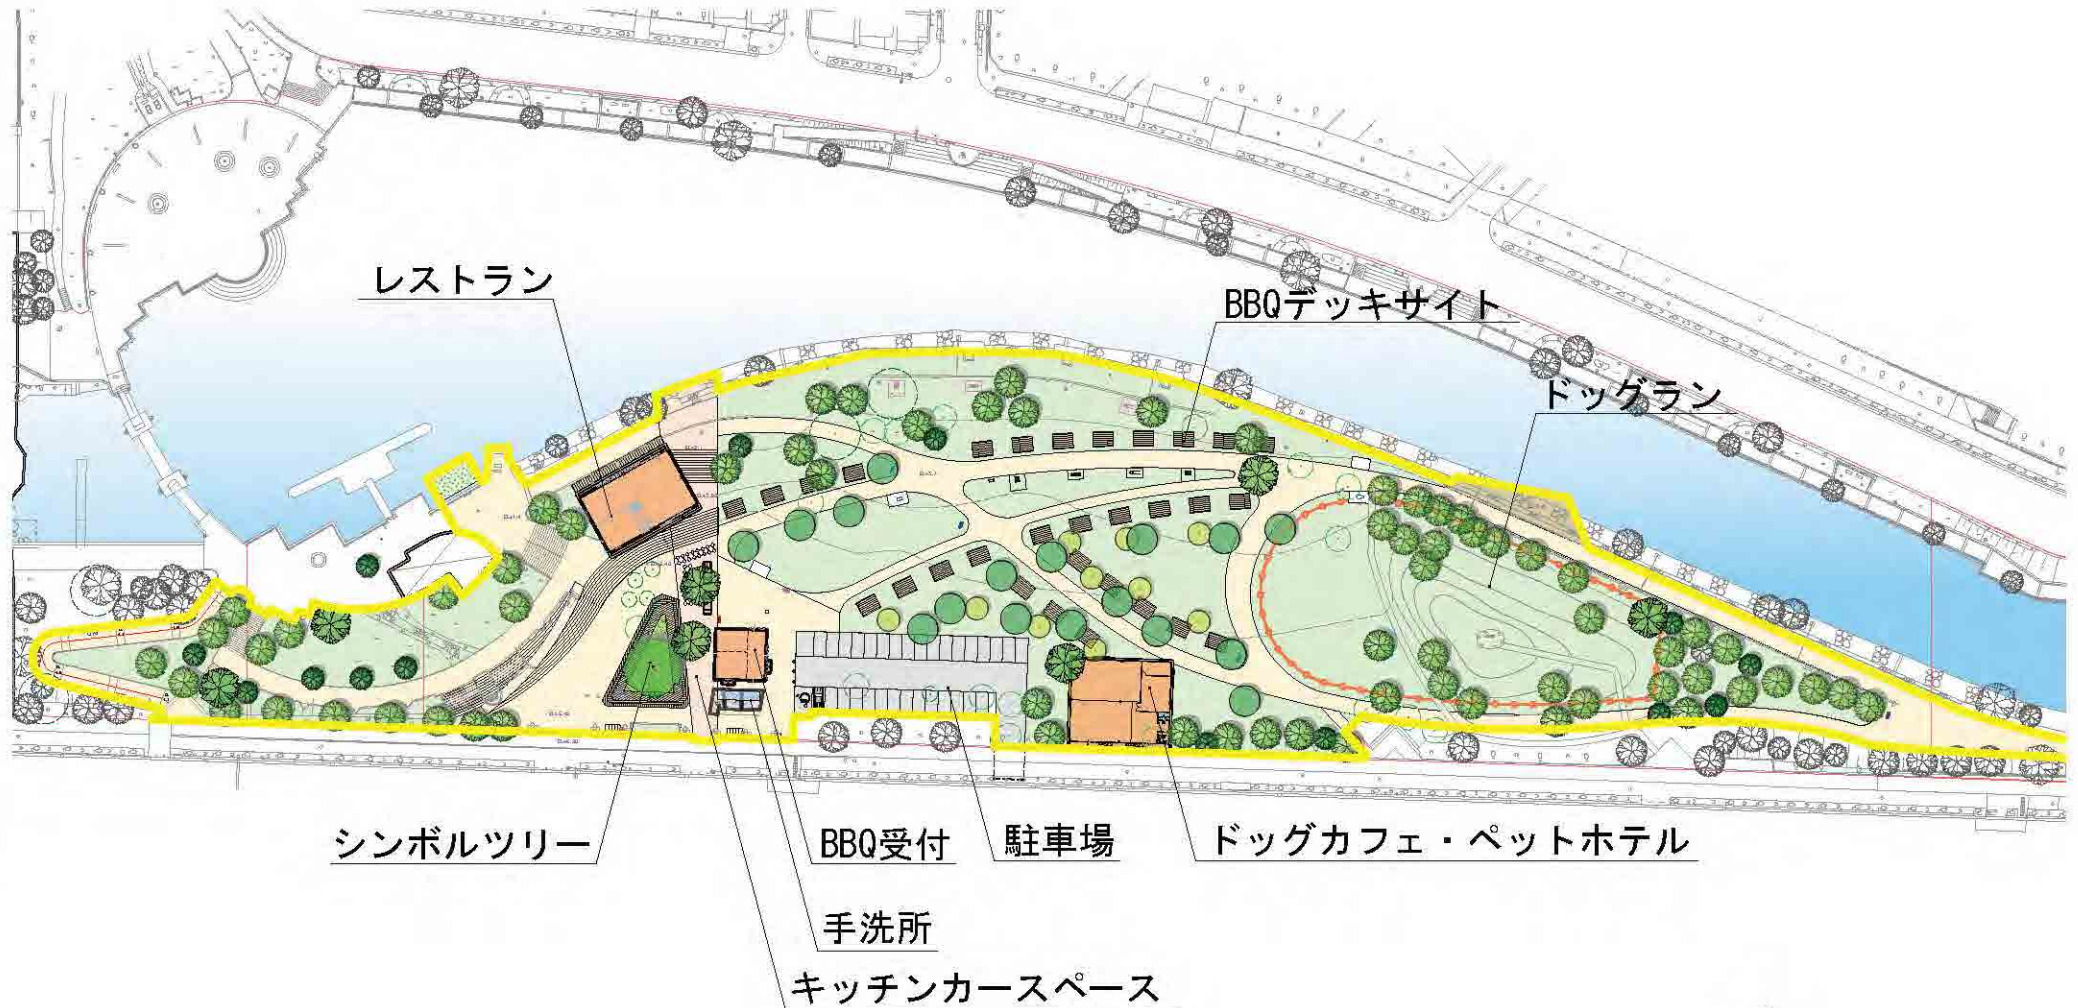 レストラン
BBQデッキサイト
ドッグラン
シンボルツリー
BBQ受付
駐車場
ドッグカフェ・ペットホテル
手洗所
キッチンカースペース